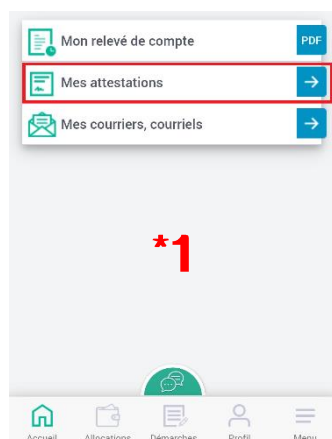 Mon relevé de compte PDF
Mes attestations
Mes courriers, courriels
*1
Accueil Allocations Démarches Profil Menu